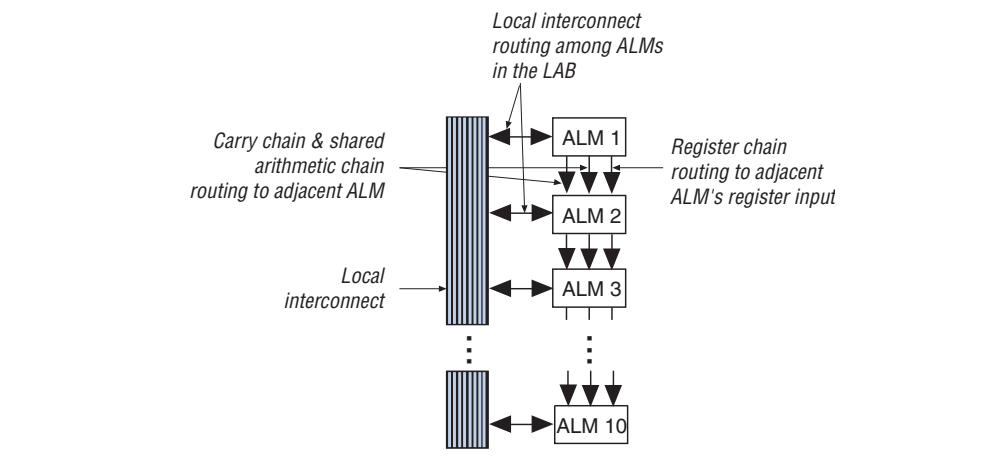 Local interconnect
routing among ALMs
in the LAB
Carry chain & shared
arithmetic chain
routing to adjacent ALM
ALM 1
Register chain
routing to adjacent
ALM's register input
ALM 2
Local
interconnect
ALM 3
ALM 10